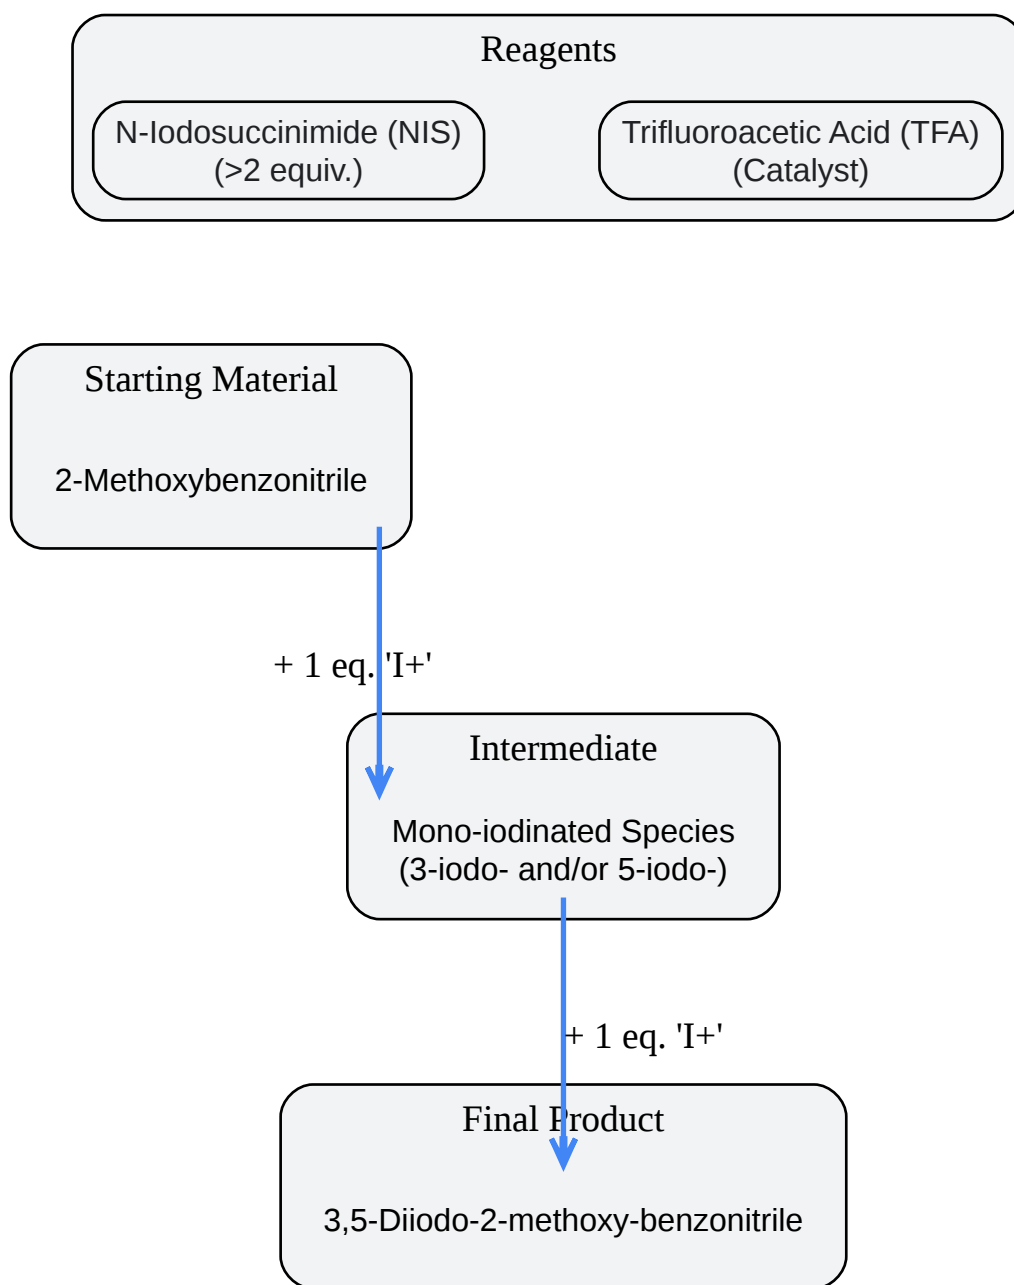 Reagents
N-Iodosuccinimide (NIS)
(>2 equiv.)
Trifluoroacetic Acid (TFA)
(Catalyst)
Starting Material
2-Methoxybenzonitrile
+ 1 eq. 'I+'
Intermediate
Mono-iodinated Species
(3-iodo- and/or 5-iodo-)
+ 1 eq. 'I+'
Final Product
3,5-Diiodo-2-methoxy-benzonitrile